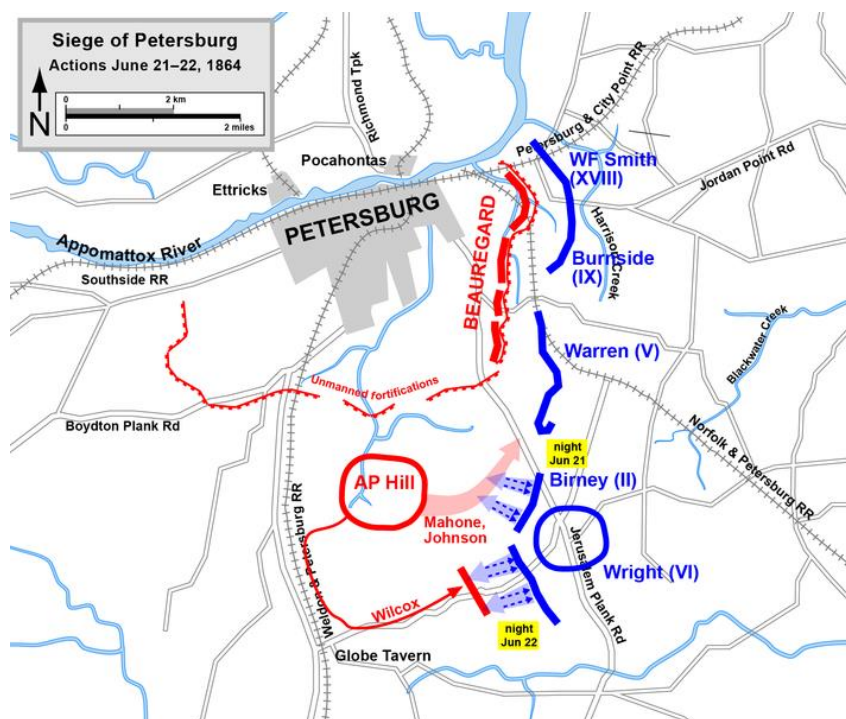 Siege of Petersburg
Actions June 21–22, 1864
N
0 2 km
0 2 miles
Richmond Tpk
Petersburg & City Point RR
Pocahontas
Ettricks
WF Smith
(XVIII)
Jordan Point Rd
PETERSBURG
Appomattox River
Southside RR
BEAUREGARD
Harrison Creek
Burnside
(IX)
Blackwater Creek
Warren (V)
Unmanned fortifications
Boydton Plank Rd
Norfolk & Petersburg RR
night
Jun 21
AP Hill
Birney (II)
Mahone,
Johnson
Jerusalem Plank Rd
Wright (VI)
Weldon & Petersburg RR
Wilcox
night
Jun 22
Globe Tavern